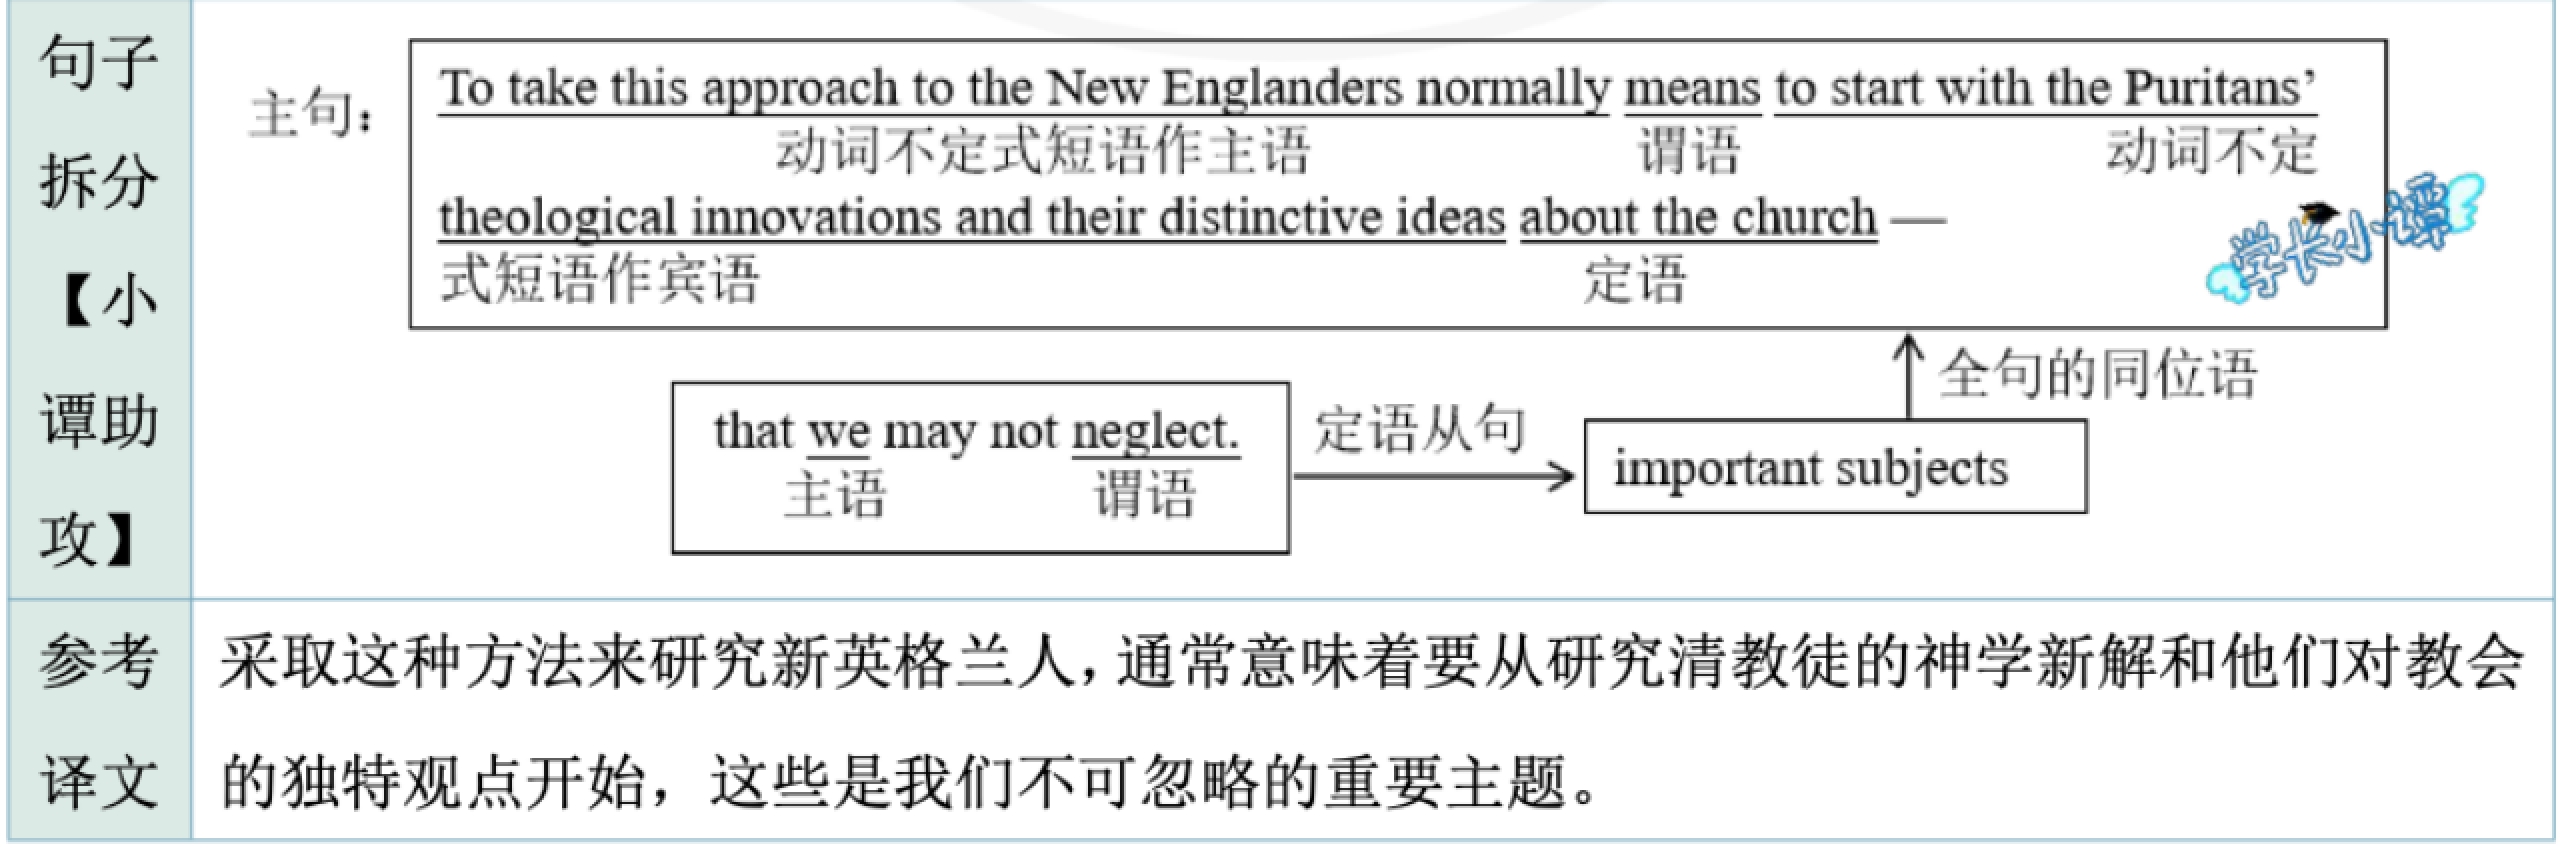 句子
拆分
【小
谭助
攻】
主句：
To take this approach to the New Englanders normally means to start with the Puritans’
动词不定式短语作主语 谓语 动词不定
theological innovations and their distinctive ideas about the church —
式短语作宾语 定语
学长小谭
全句的同位语
that we may not neglect.
主语 谓语
定语从句
important subjects
参考
译文
采取这种方法来研究新英格兰人，通常意味着要从研究清教徒的神学新解和他们对教会
的独特观点开始，这些是我们不可忽略的重要主题。